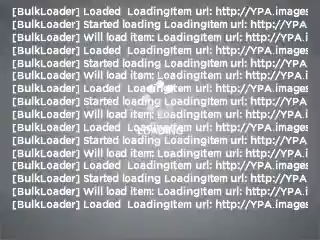 [BulkLoader] Loaded  LoadingItem url: http://YPA.images
[BulkLoader] Started loading LoadingItem url: http://YPA
[BulkLoader] Will load item: LoadingItem url: http://YPA.i
[BulkLoader] Loaded  LoadingItem url: http://YPA.images
[BulkLoader] Started loading LoadingItem url: http://YPA
[BulkLoader] Will load item: LoadingItem url: http://YPA.i
[BulkLoader] Loaded  LoadingItem url: http://YPA.images
[BulkLoader] Started loading LoadingItem url: http://YPA
[BulkLoader] Will load item: LoadingItem url: http://YPA.i
[BulkLoader] Loaded  LoadingItem url: http://YPA.images
LOADING
[BulkLoader] Started loading LoadingItem url: http://YPA
[BulkLoader] Will load item: LoadingItem url: http://YPA.i
[BulkLoader] Loaded  LoadingItem url: http://YPA.images
[BulkLoader] Started loading LoadingItem url: http://YPA
[BulkLoader] Will load item: LoadingItem url: http://YPA.i
[BulkLoader] Loaded  LoadingItem url: http://YPA.images